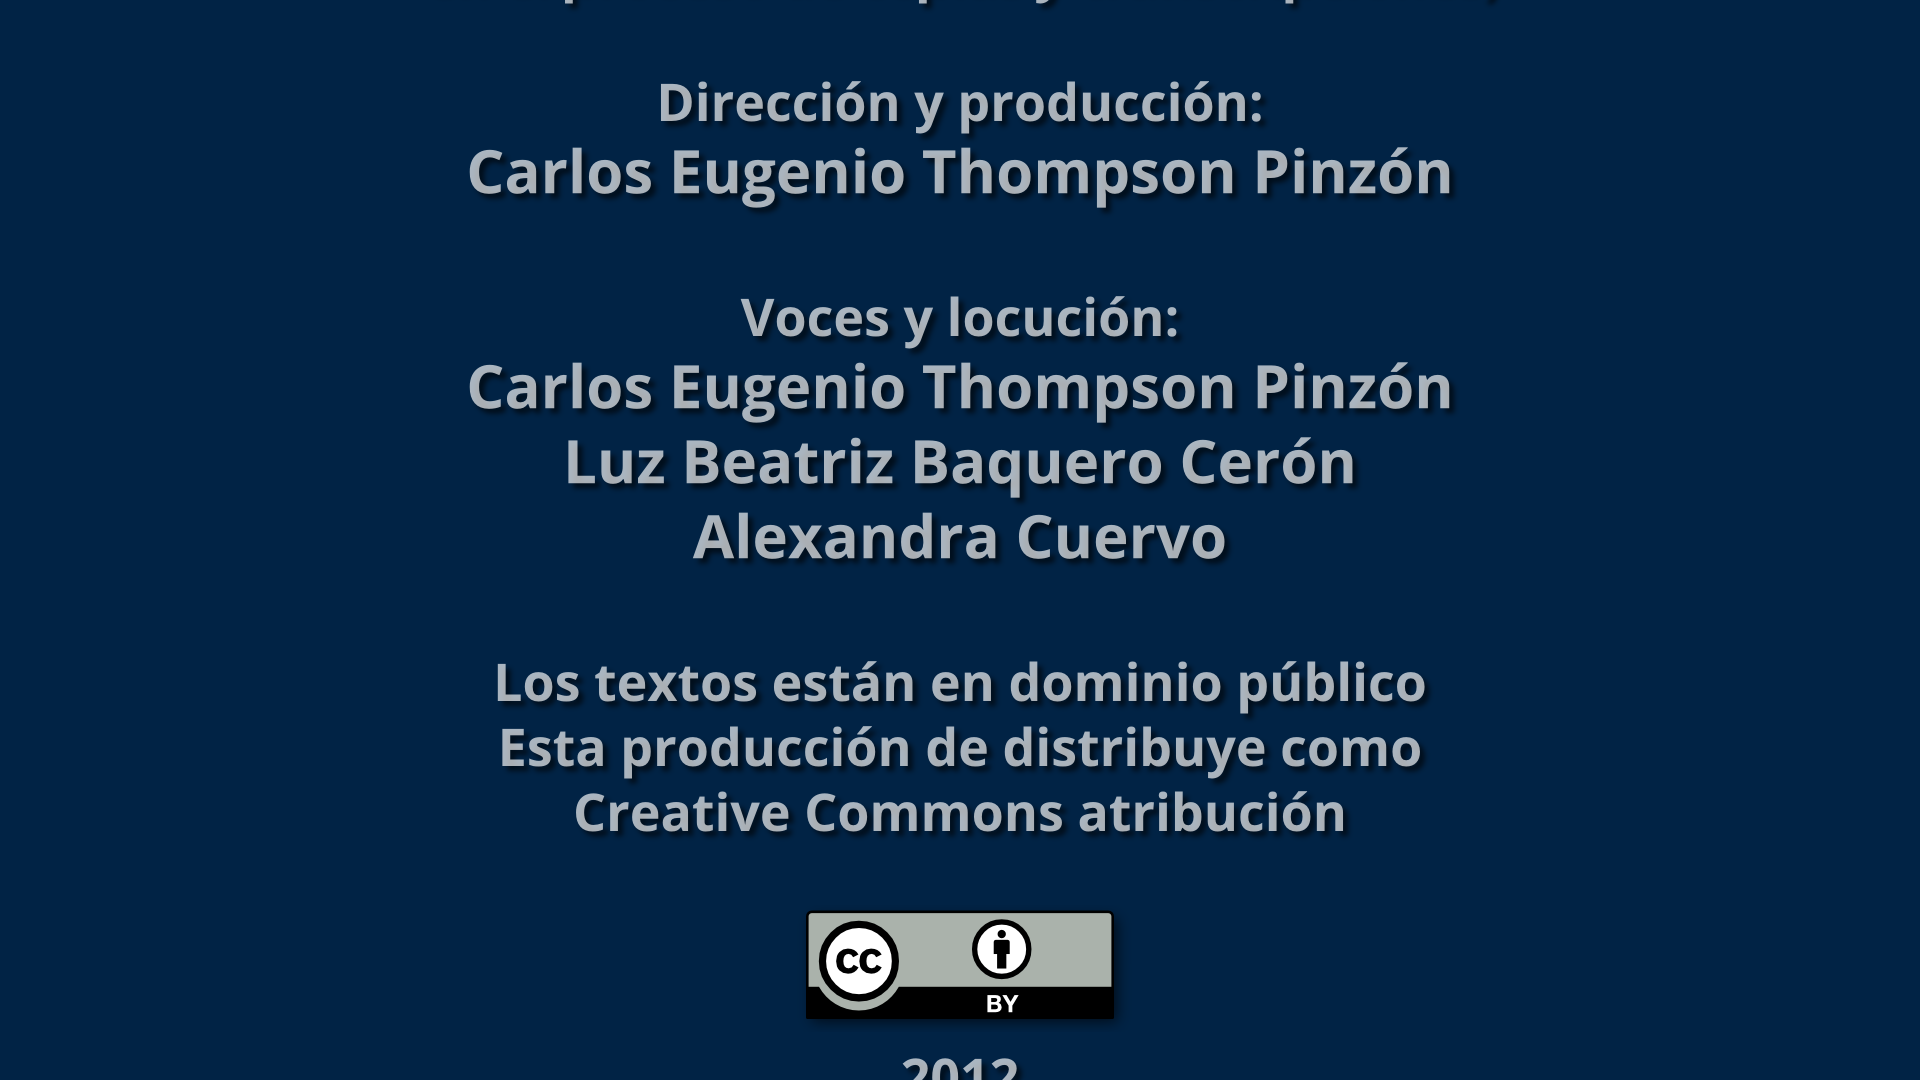 Dirección y producción:
Carlos Eugenio Thompson Pinzón
Voces y locución:
Carlos Eugenio Thompson Pinzón
Luz Beatriz Baquero Cerón
Alexandra Cuervo
Los textos están en dominio público
Esta producción de distribuye como
Creative Commons atribución
cc
BY
2012